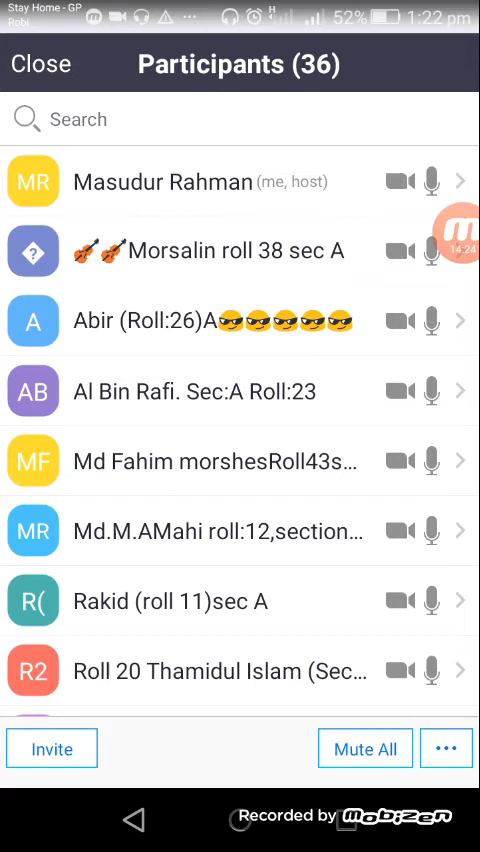 Stay Home - GP
Robi
H
52%
1:22 pm
Close
Participants (36)
Search
MR
Masudur Rahman (me, host)
🎻🎻Morsalin roll 38 sec A
14:24
A
Abir (Roll:26)A😎😎😎😎😎
AB
Al Bin Rafi. Sec:A Roll:23
MF
Md Fahim morshesRoll43s...
MR
Md.M.AMahi roll:12,section...
R(
Rakid (roll 11)sec A
R2
Roll 20 Thamidul Islam (Sec...
Invite
Mute All
...
Recorded by Mobizen